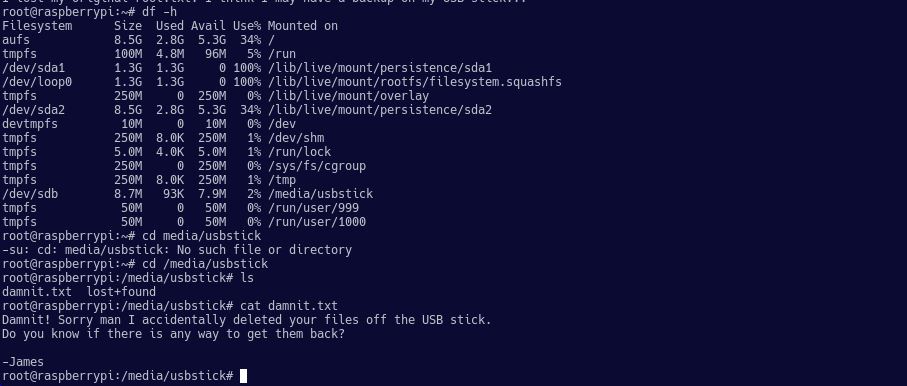 I lost my original root.txt! I think I may have a backup on my USB stick...
root@raspberrypi:~# df -h
Filesystem      Size  Used Avail Use% Mounted on
aufs            8.5G  2.8G  5.3G  34% /
tmpfs           100M  4.8M   96M   5% /run
/dev/sda1       1.3G  1.3G     0 100% /lib/live/mount/persistence/sda1
/dev/loop0      1.3G  1.3G     0 100% /lib/live/mount/rootfs/filesystem.squashfs
tmpfs           250M     0  250M   0% /lib/live/mount/overlay
/dev/sda2       8.5G  2.8G  5.3G  34% /lib/live/mount/persistence/sda2
devtmpfs         10M     0   10M   0% /dev
tmpfs           250M  8.0K  250M   1% /dev/shm
tmpfs           5.0M  4.0K  5.0M   1% /run/lock
tmpfs           250M     0  250M   0% /sys/fs/cgroup
tmpfs           250M  8.0K  250M   1% /tmp
/dev/sdb        8.7M   93K  7.9M   2% /media/usbstick
tmpfs            50M     0   50M   0% /run/user/999
tmpfs            50M     0   50M   0% /run/user/1000
root@raspberrypi:~# cd media/usbstick
-su: cd: media/usbstick: No such file or directory
root@raspberrypi:~# cd /media/usbstick
root@raspberrypi:/media/usbstick# ls
damnit.txt  lost+found
root@raspberrypi:/media/usbstick# cat damnit.txt
Damnit! Sorry man I accidentally deleted your files off the USB stick.
Do you know if there is any way to get them back?
-James
root@raspberrypi:/media/usbstick#